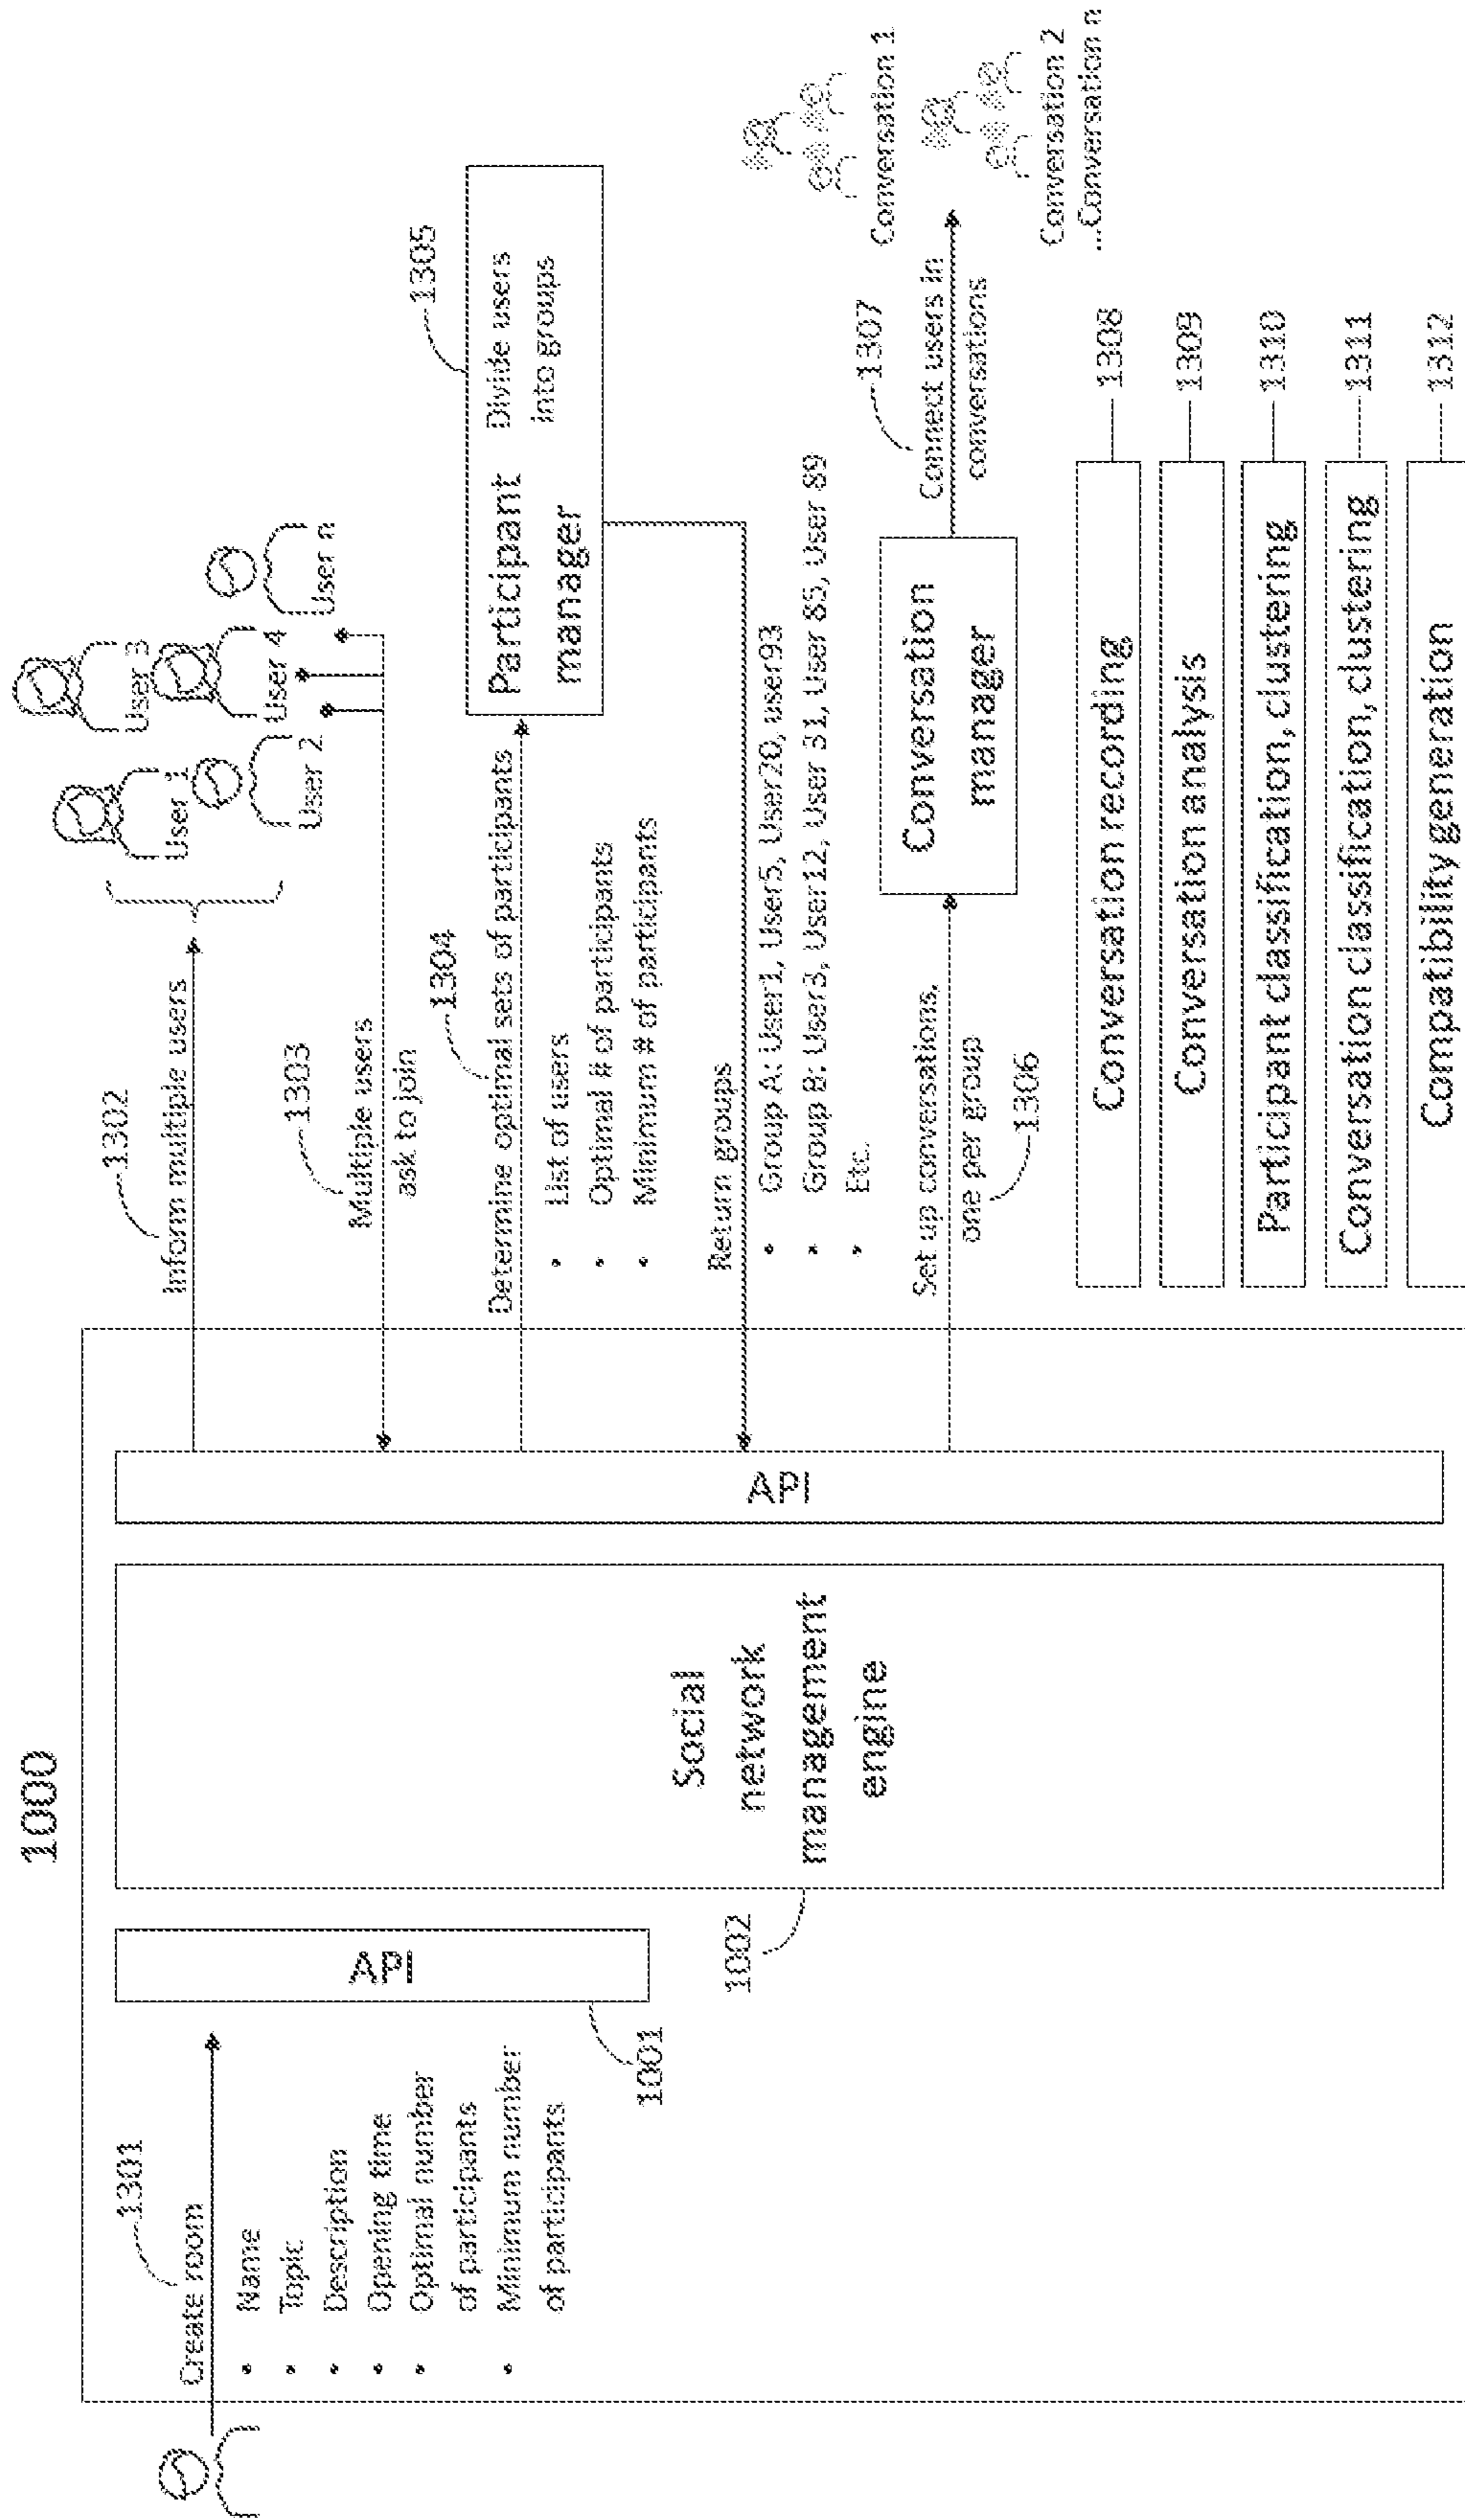 1000
1301
Create room
• Name
• Topic
• Description
• Opening time
• Optimal number
of participants
• Minimum number
of participants
API
1001
Social
network
management
engine
1002
API
1302
Inform multiple users
User 1
User 2
User 3
User 4
User n
1303
Multiple users
ask to join
1304
Determine optimal sets of participants
• List of users
• Optimal # of participants
• Minimum # of participants
1305
Participant
manager
Divide users
into groups
Return groups
• Group A: User1, User5, User20, user93
• Group B: User3, User12, User 31, User 85, User 89
• Etc.
Set up conversations,
one per group
1306
Conversation
manager
1307
Connect users in
conversations
Conversation 1
Conversation 2
...Conversation n
Conversation recording
1308
Conversation analysis
1309
Participant classification, clustering
1310
Conversation classification, clustering
1311
Compatibility generation
1312